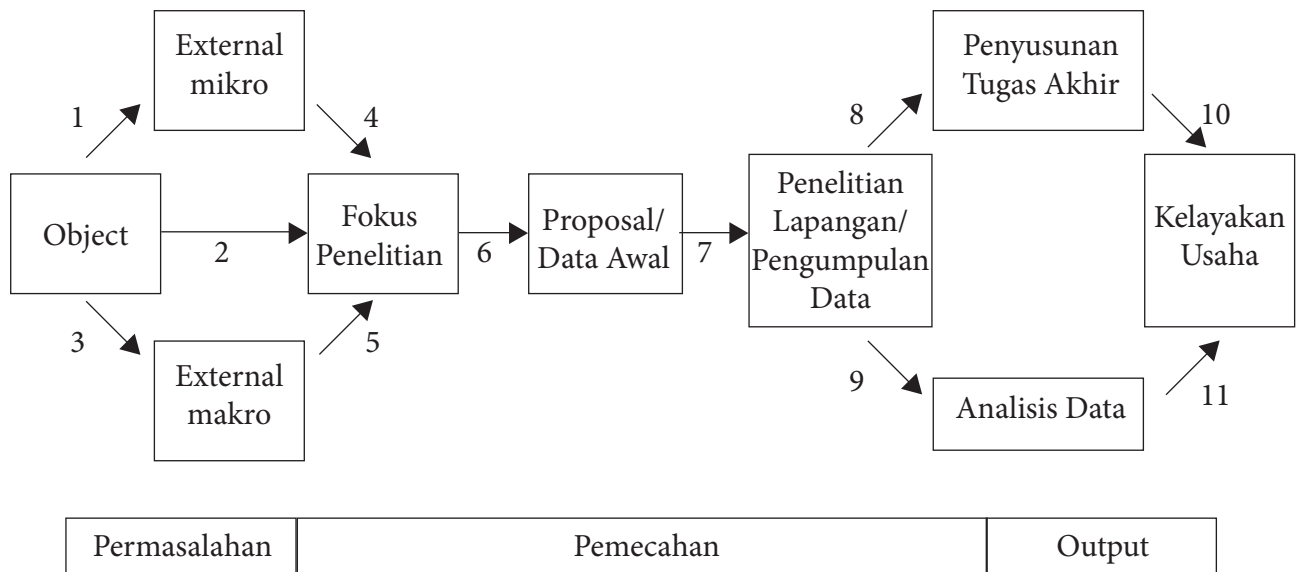 External
mikro
Penyusunan
Tugas Akhir
1
4
8
10
Object
2
Fokus
Penelitian
6
Proposal/
Data Awal
7
Penelitian
Lapangan/
Pengumpulan
Data
Kelayakan
Usaha
3
5
9
11
External
makro
Analisis Data
Permasalahan
Pemecahan
Output